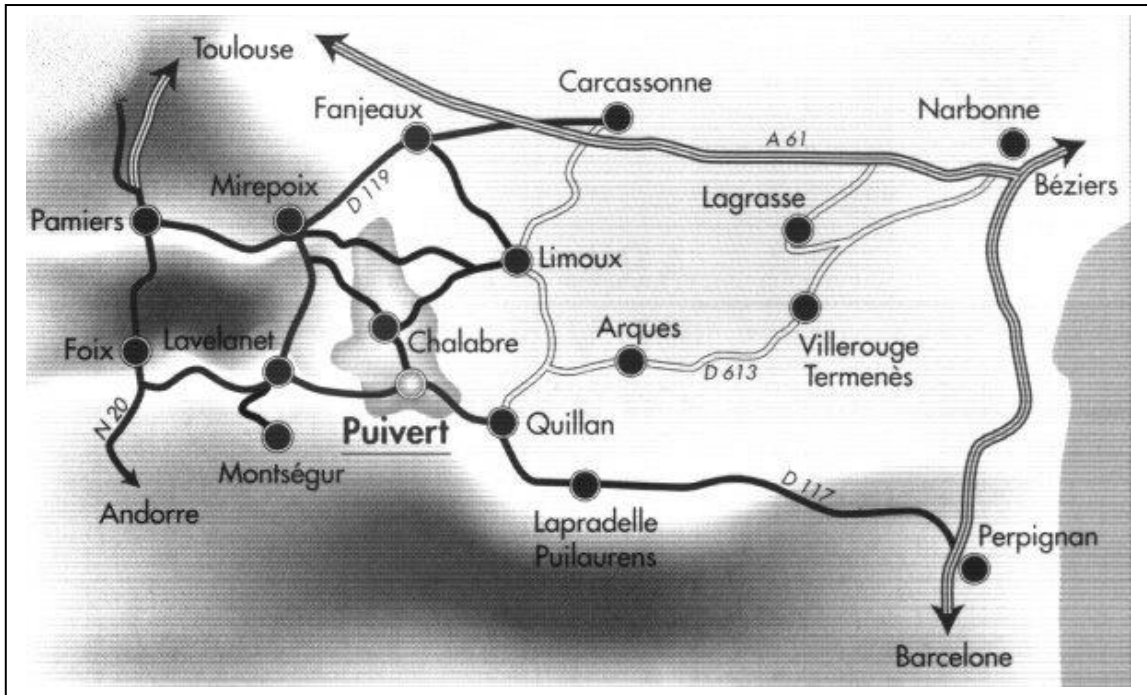 Toulouse
Carcassonne
Fanjeaux
Narbonne
A 61
Mirepoix
D 119
Béziers
Pamiers
Lagrasse
Limoux
Foix
Lavelanet
Chalabre
Arques
Villerouge
Termenès
D 613
N 20
Puivert
Quillan
Montségur
D 117
Andorre
Lapradelle
Puilaurens
Perpignan
Barcelone